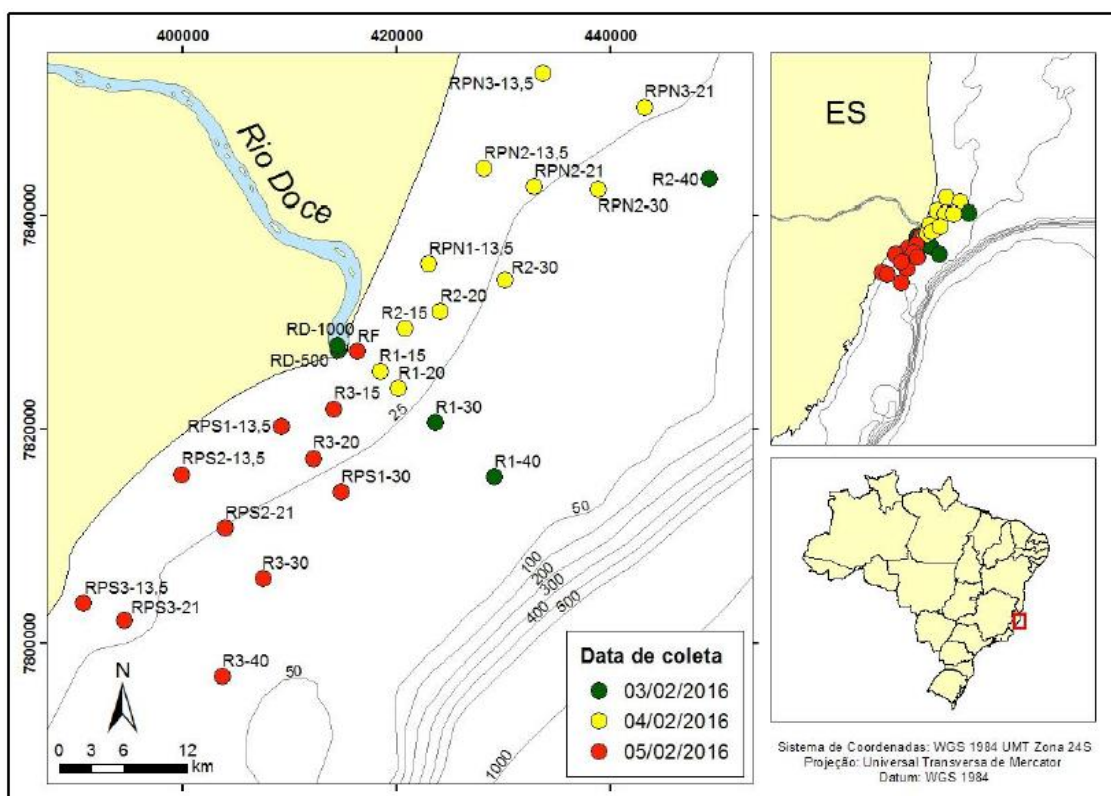 400000
420000
440000
7840000
7820000
7800000
Rio Doce
RPN3-13,5
RPN3-21
RPN2-13,5
RPN2-21
RPN2-30
R2-40
RPN1-13,5
R2-30
R2-20
R2-15
RD-1000
RF
RD-500
R1-15
R1-20
25
R3-15
R1-30
RPS1-13,5
R3-20
R1-40
RPS2-13,5
RPS1-30
50
RPS2-21
100
200
300
400
500
R3-30
RPS3-13,5
RPS3-21
R3-40
50
1000
N
0 3 6 12
km
Data de coleta
03/02/2016
04/02/2016
05/02/2016
ES
Sistema de Coordenadas: WGS 1984 UMT Zona 24S
Projeção: Universal Transversa de Mercator
Datum: WGS 1984